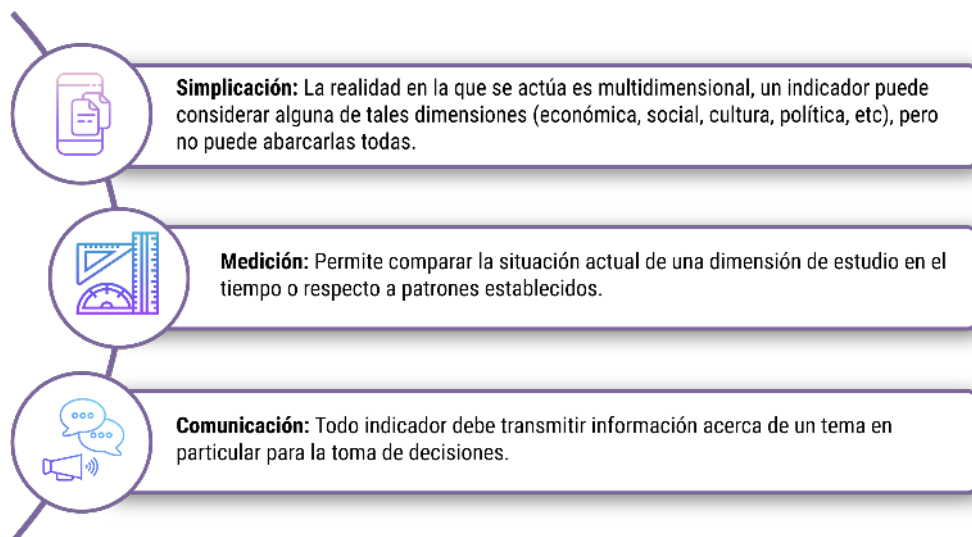 Simplicación: La realidad en la que se actúa es multidimensional, un indicador puede
considerar alguna de tales dimensiones (económica, social, cultura, política, etc), pero
no puede abarcarlas todas.
Medición: Permite comparar la situación actual de una dimensión de estudio en el
tiempo o respecto a patrones establecidos.
Comunicación: Todo indicador debe transmitir información acerca de un tema en
particular para la toma de decisiones.